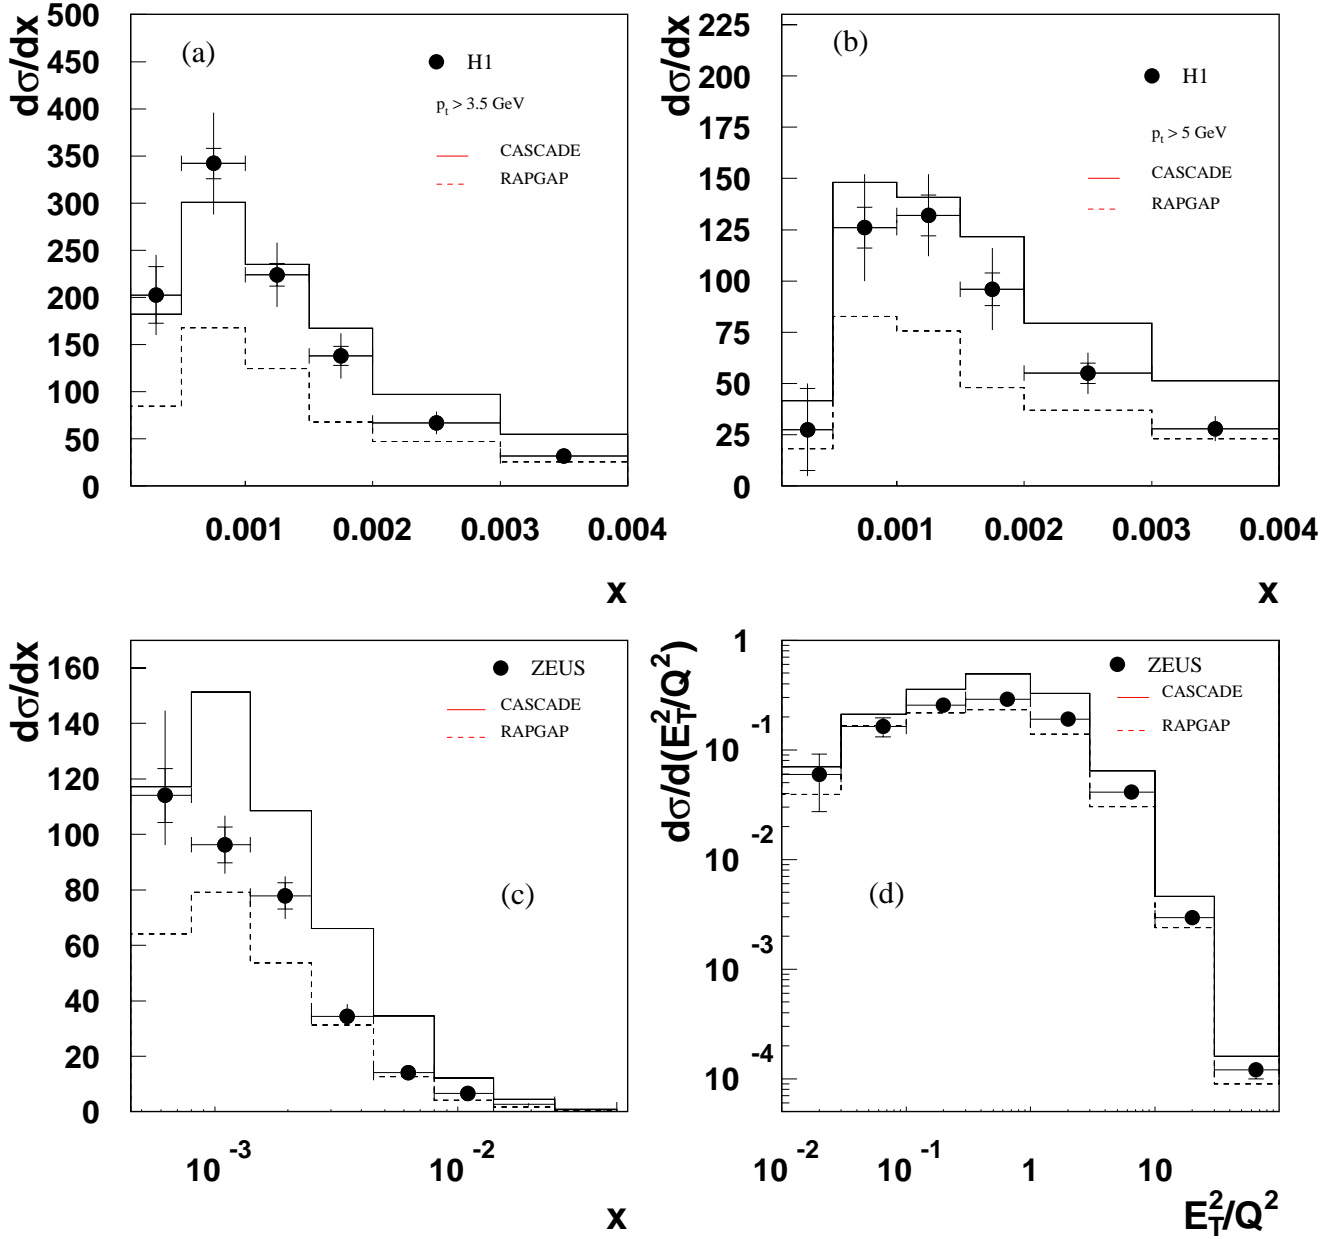 dσ/dx
500
450
400
350
300
250
200
150
100
50
0
(a)
H1
p_t > 3.5 GeV
CASCADE
RAPGAP
0.001
0.002
0.003
0.004
x
dσ/dx
225
200
175
150
125
100
75
50
25
0
(b)
H1
p_t > 5 GeV
CASCADE
RAPGAP
0.001
0.002
0.003
0.004
x
dσ/dx
160
140
120
100
80
60
40
20
0
ZEUS
CASCADE
RAPGAP
(c)
10^-3
10^-2
x
dσ/d(E_T^2/Q^2)
1
10^-1
10^-2
10^-3
10^-4
ZEUS
CASCADE
RAPGAP
(d)
10^-2
10^-1
1
10
E_T^2/Q^2